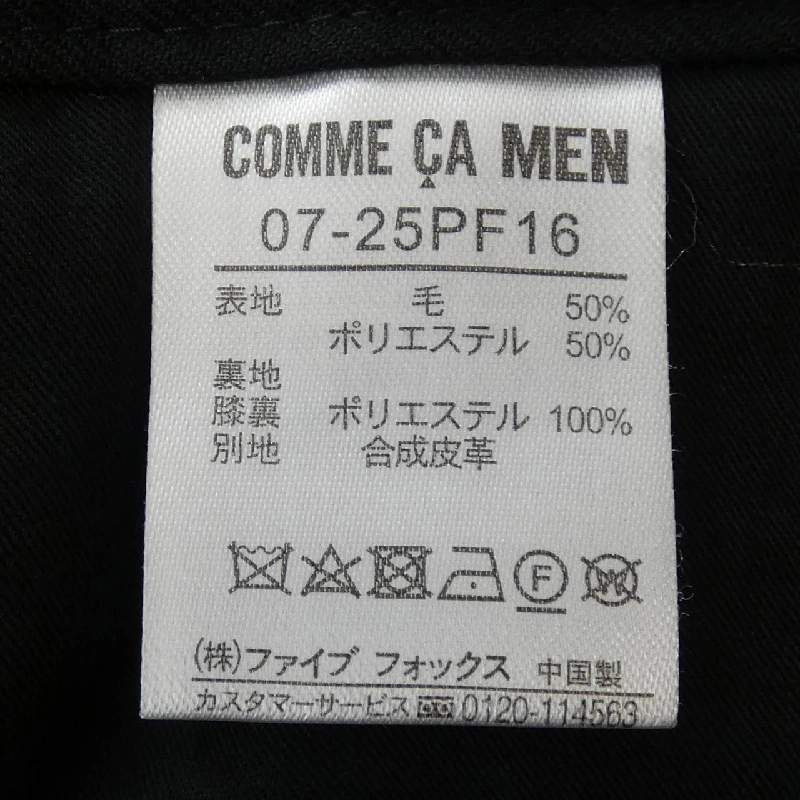 COMME ÇA MEN
07-25PF16
表地 毛 50%
ポリエステル 50%
裏地
膝裏 ポリエステル 100%
別地 合成皮革
F
W
(株)ファイブ フォックス 中国製
カスタマーサービス 0120-114563